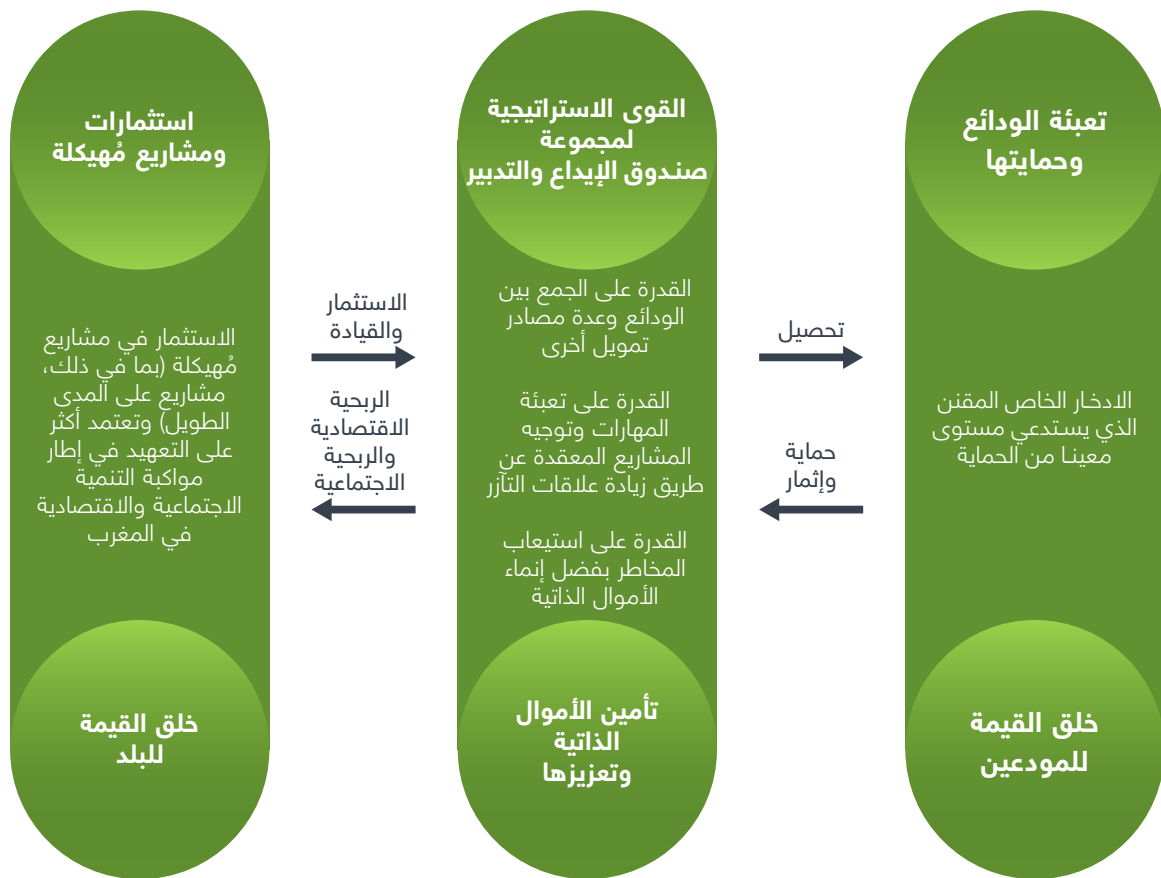 تعبئة الودائع
وحمايتها
الادخار الخاص المقنن
الذي يستدعي مستوى
معينا من الحماية
خلق القيمة
للمودعين
تحصيل
حماية
وإثمار
القوى الاستراتيجية
لمجموعة
صندوق الإيداع والتدبير
القدرة على الجمع بين
الودائع وعدة مصادر
تمويل أخرى
القدرة على تعبئة
المهارات وتوجيه
المشاريع المعقدة عن
طريق زيادة علاقات التآزر
القدرة على استيعاب
المخاطر بفضل إنماء
الأموال الذاتية
تأمين الأموال
الذاتية
وتعزيزها
الاستثمار
والقيادة
الربحية
الاقتصادية
والربحية
الاجتماعية
استثمارات
ومشاريع مُهيكلة
الاستثمار في مشاريع
مُهيكلة (بما في ذلك،
مشاريع على المدى
الطويل) وتعتمد أكثر
على التعهيد في إطار
مواكبة التنمية
الاجتماعية والاقتصادية
في المغرب
خلق القيمة
للبلد